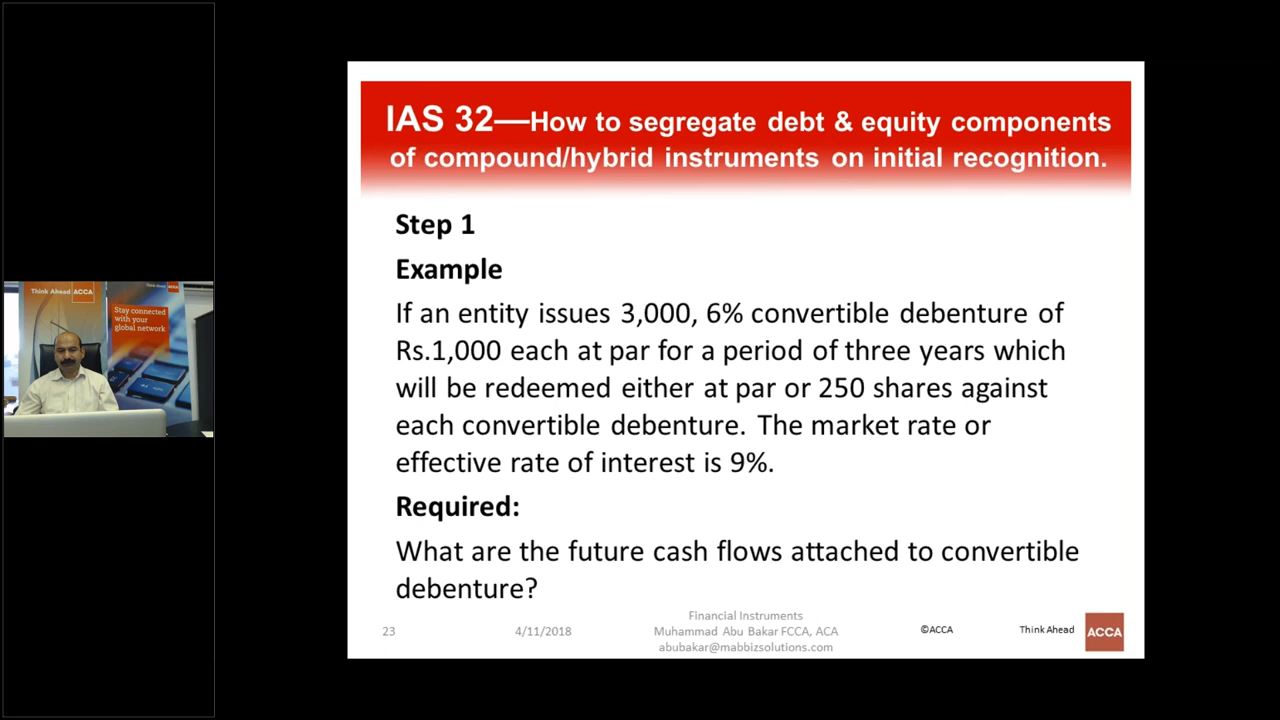 Think Ahead ACCA
Think Ahead
Stay connected
with your
global network
IAS 32—How to segregate debt & equity components
of compound/hybrid instruments on initial recognition.
Step 1
Example
If an entity issues 3,000, 6% convertible debenture of
Rs.1,000 each at par for a period of three years which
will be redeemed either at par or 250 shares against
each convertible debenture. The market rate or
effective rate of interest is 9%.
Required:
What are the future cash flows attached to convertible
debenture?
23
4/11/2018
Financial Instruments
Muhammad Abu Bakar FCCA, ACA
abubakar@mabbizsolutions.com
©ACCA
Think Ahead
ACCA